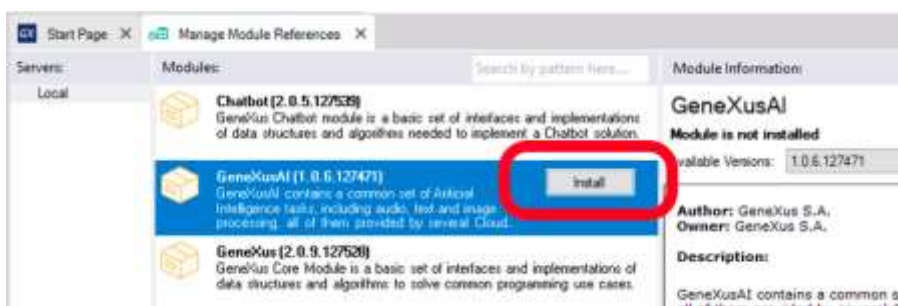 GX Start Page X Manage Module References X
Servers:
Local
Modules:
Search by pattern here...
Chatbot (2.0.5.127539)
GeneXus Chatbot module is a basic set of interfaces and implementations
of data structures and algorithms needed to implement a Chatbot solution.
GeneXusAI (1.0.6.127471)
GeneXusAI contains a common set of Artificial
Intelligence tasks, including audio, text and image
processing, all of them provided by several Cloud...
Install
GeneXus (2.0.9.127528)
GeneXus Core Module is a basic set of interfaces and implementations of
data structures and algorithms to solve common programming use cases.
Module Information:
GeneXusAI
Module is not installed
Available Versions: 1.0.6.127471
Author: GeneXus S.A.
Owner: GeneXus S.A.
Description:
GeneXusAI contains a common s